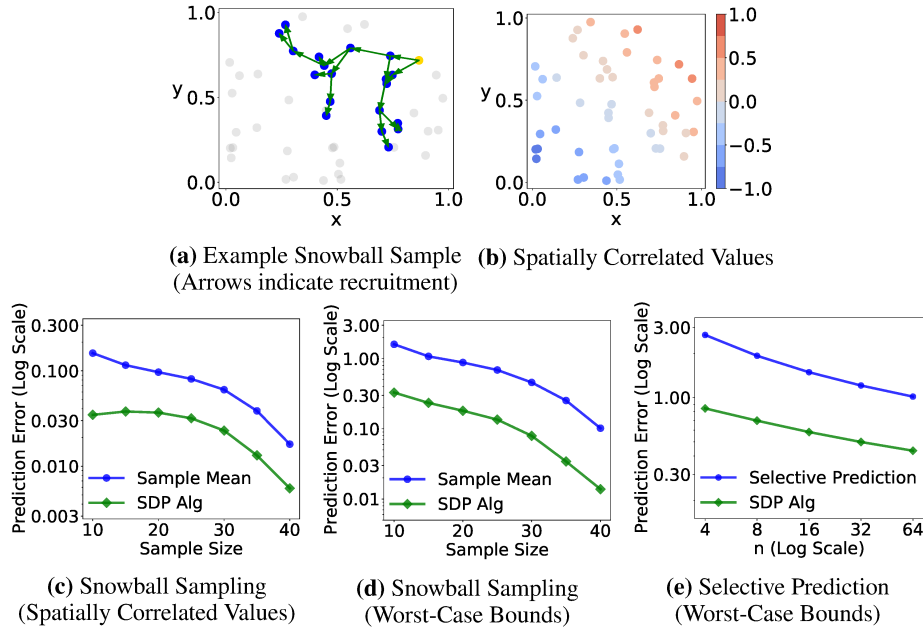 1.0
y
0.5
0.0
0.0
0.5
1.0
x
1.0
y
0.5
0.0
0.0
0.5
1.0
x
1.0
0.5
0.0
−0.5
−1.0
(a) Example Snowball Sample
(Arrows indicate recruitment)
(b) Spatially Correlated Values
Prediction Error (Log Scale)
0.300
0.100
0.030
0.010
0.003
Sample Mean
SDP Alg
10
20
30
40
Sample Size
(c) Snowball Sampling
(Spatially Correlated Values)
Prediction Error (Log Scale)
3.00
1.00
0.30
0.10
0.03
0.01
Sample Mean
SDP Alg
10
20
30
40
Sample Size
(d) Snowball Sampling
(Worst-Case Bounds)
Prediction Error (Log Scale)
3.00
1.00
0.30
Selective Prediction
SDP Alg
4
8
16
32
64
n (Log Scale)
(e) Selective Prediction
(Worst-Case Bounds)